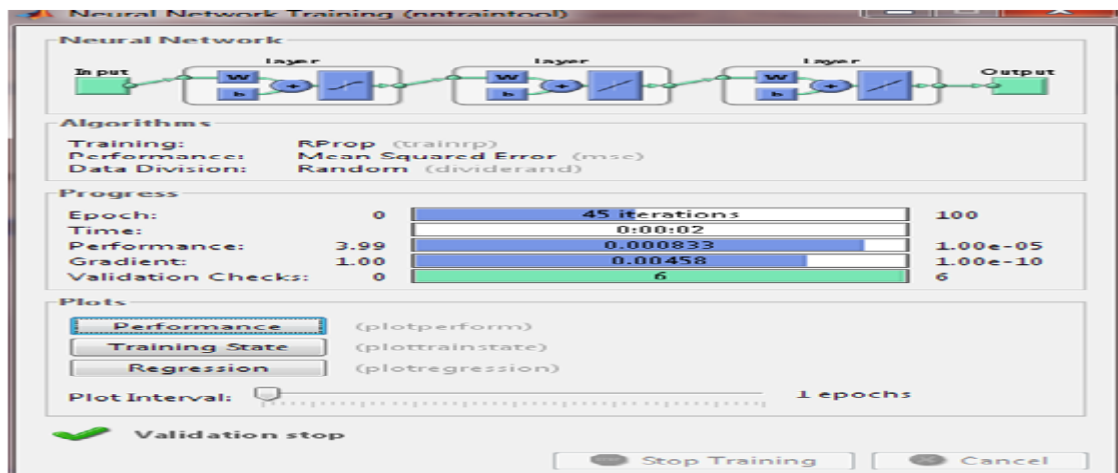 Neural Network Training (nntraintool)
Neural Network
layer layer layer
Input W b + W b + W b + Output
Algorithms
Training: RProp (trainrp)
Performance: Mean Squared Error (mse)
Data Division: Random (dividerand)
Progress
Epoch: 0 45 iterations 100
Time: 0:00:02
Performance: 3.99 0.000833 1.00e-05
Gradient: 1.00 0.00458 1.00e-10
Validation Checks: 0 6 6
Plots
Performance (plotperform)
Training State (plottrainstate)
Regression (plotregression)
Plot Interval: 1 epochs
Validation stop
Stop Training Cancel